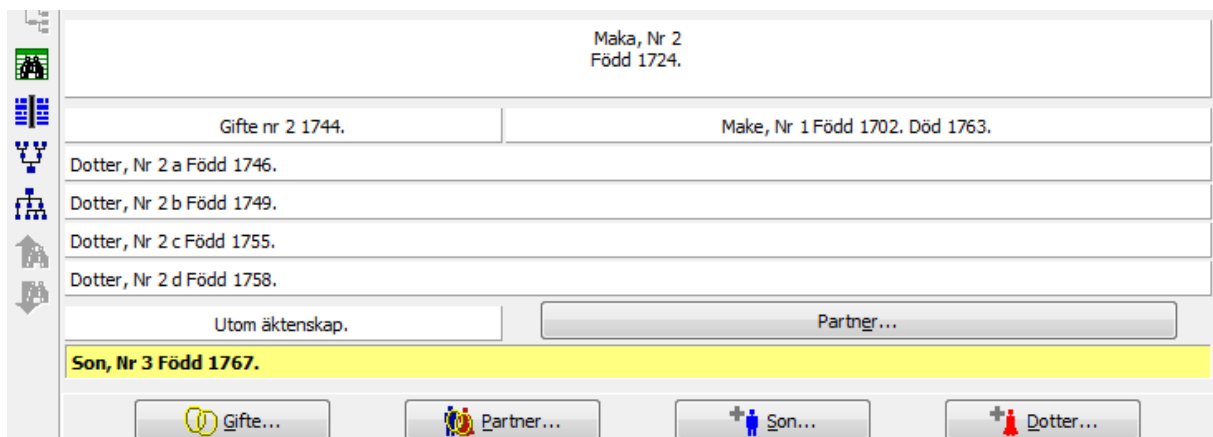 Maka, Nr 2
Född 1724.
Gifte nr 2 1744.
Make, Nr 1 Född 1702. Död 1763.
Dotter, Nr 2 a Född 1746.
Dotter, Nr 2 b Född 1749.
Dotter, Nr 2 c Född 1755.
Dotter, Nr 2 d Född 1758.
Utom äktenskap.
Partner...
Son, Nr 3 Född 1767.
Gifte...
Partner...
Son...
Dotter...